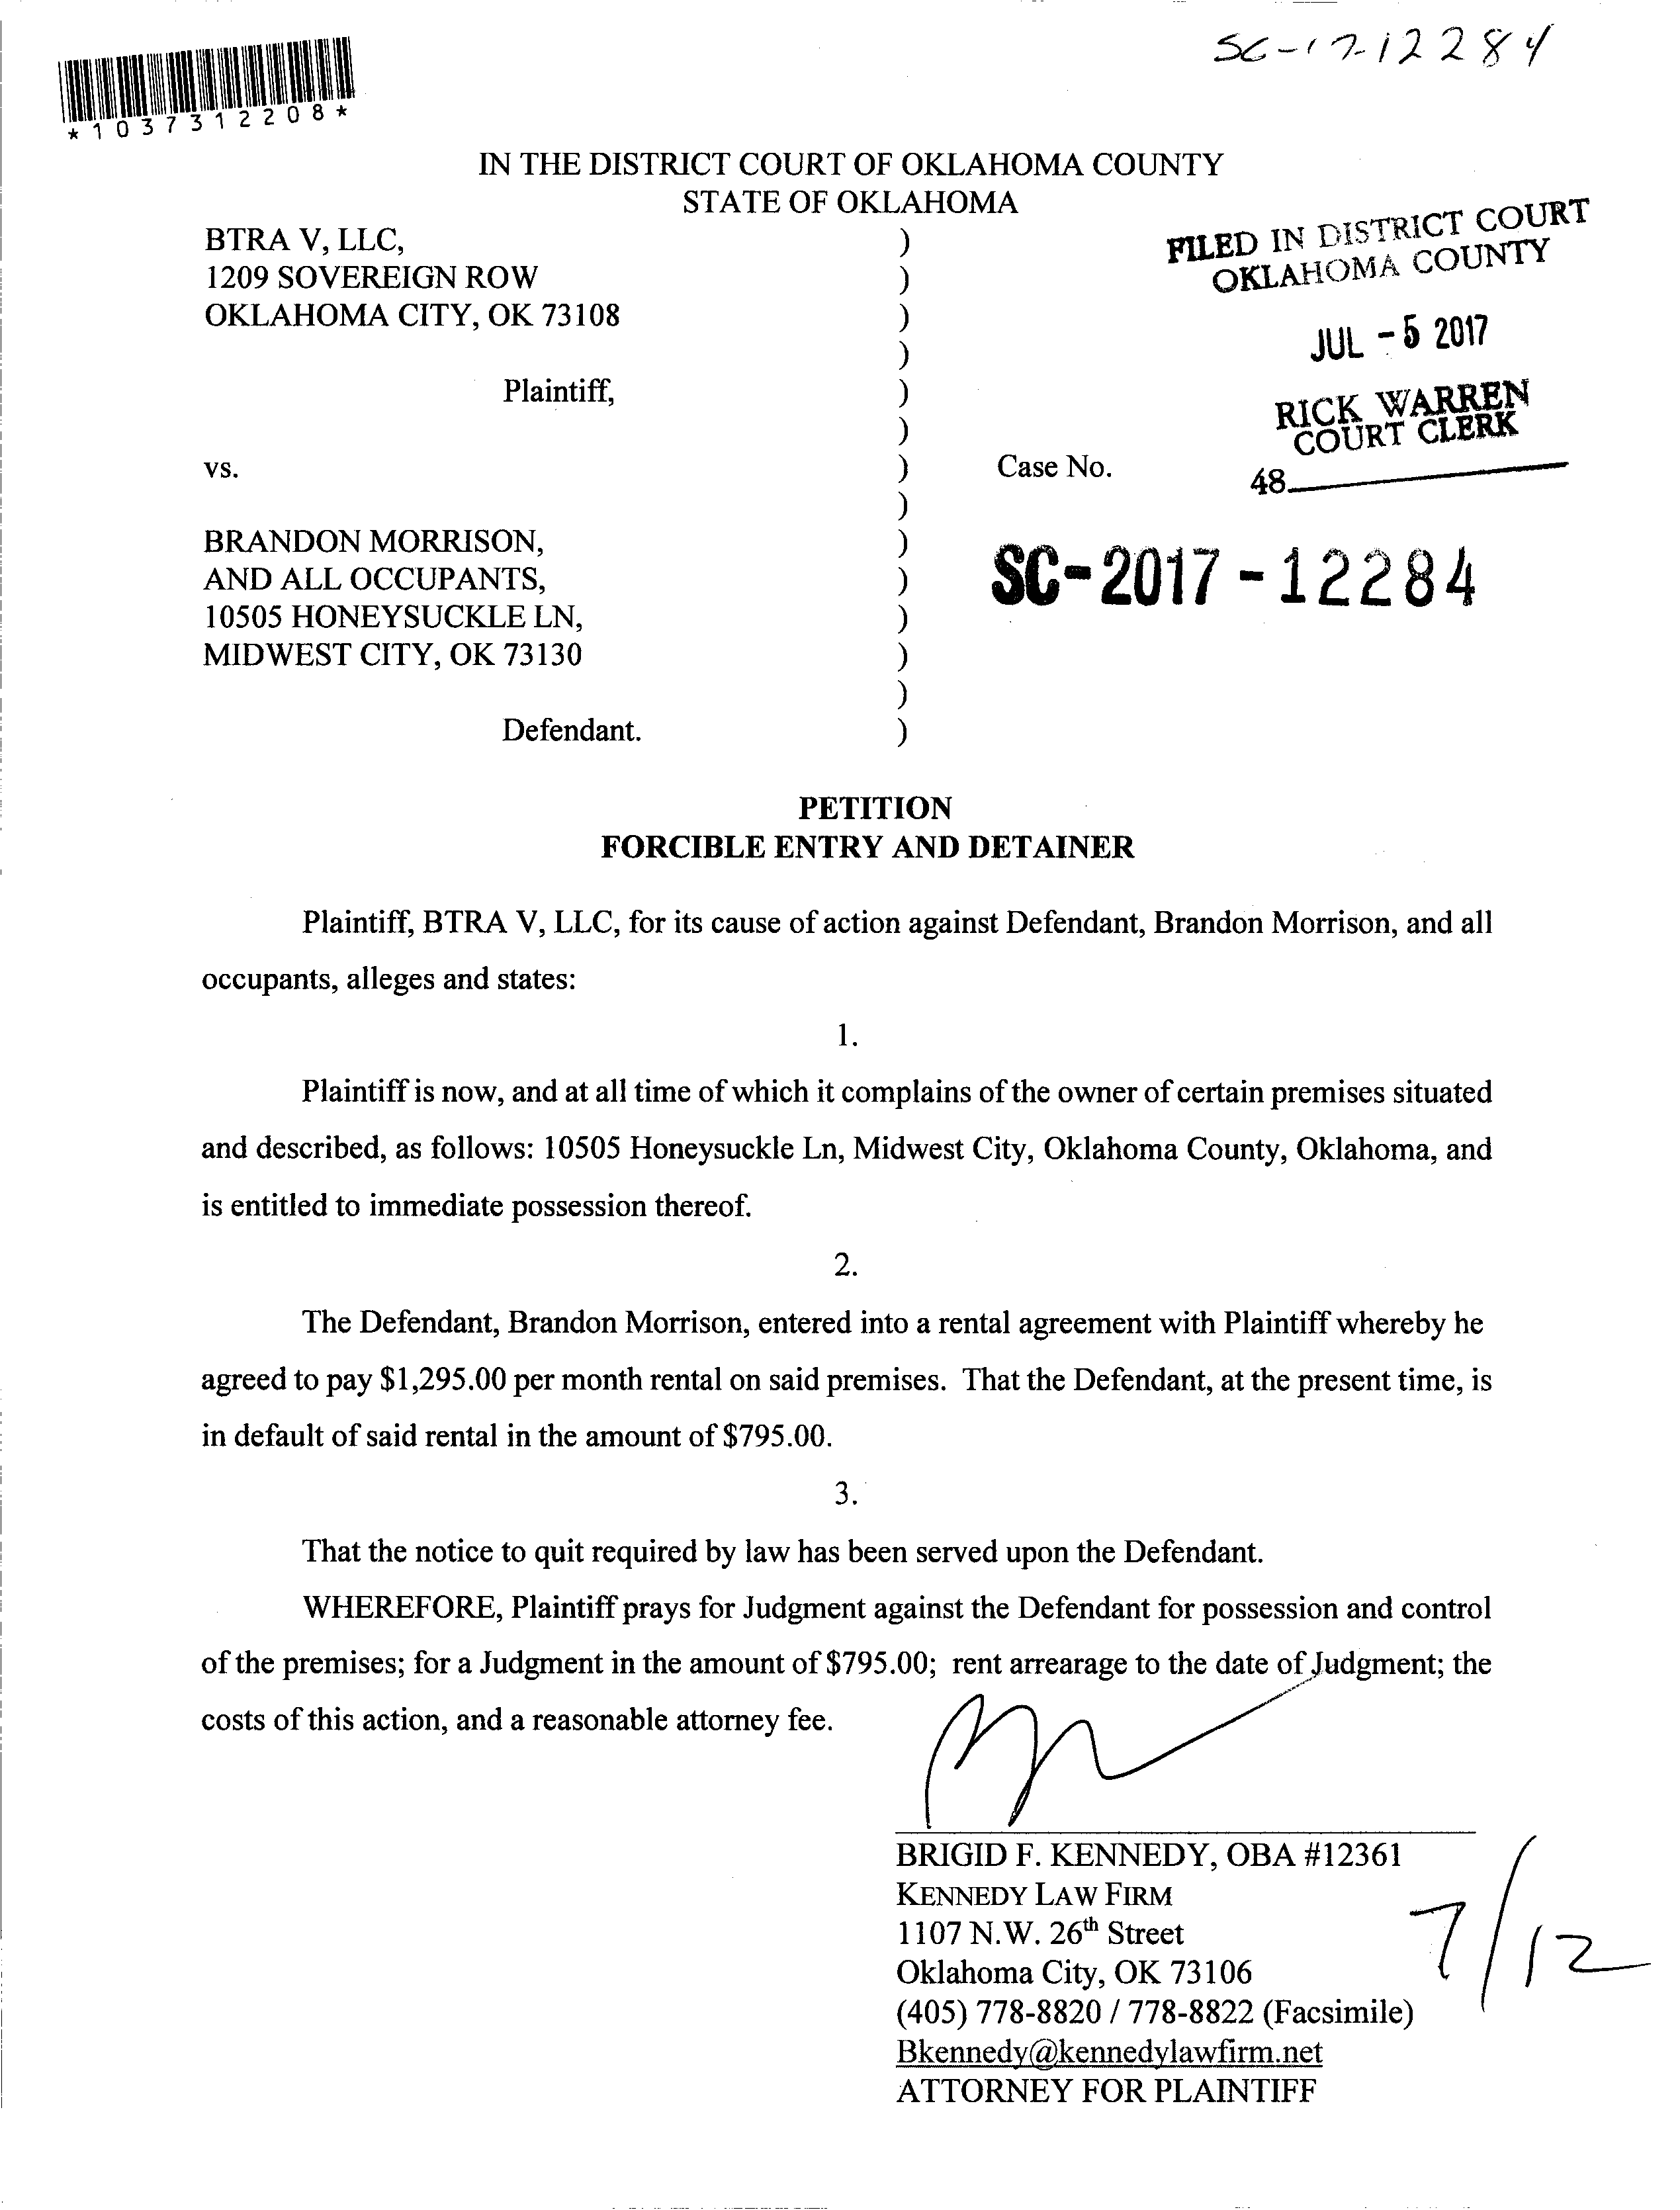 SC-17-12284
*1037312208*
IN THE DISTRICT COURT OF OKLAHOMA COUNTY
STATE OF OKLAHOMA
BTRA V, LLC, )
1209 SOVEREIGN ROW )
OKLAHOMA CITY, OK 73108 )
)
Plaintiff, )
)
vs. ) Case No.
)
BRANDON MORRISON, )
AND ALL OCCUPANTS, )
10505 HONEYSUCKLE LN, )
MIDWEST CITY, OK 73130 )
)
Defendant. )
FILED IN DISTRICT COURT
OKLAHOMA COUNTY
JUL -5 2017
RICK WARREN
COURT CLERK
48
SC-2017-12284
PETITION
FORCIBLE ENTRY AND DETAINER
Plaintiff, BTRA V, LLC, for its cause of action against Defendant, Brandon Morrison, and all
occupants, alleges and states:
1.
Plaintiff is now, and at all time of which it complains of the owner of certain premises situated
and described, as follows: 10505 Honeysuckle Ln, Midwest City, Oklahoma County, Oklahoma, and
is entitled to immediate possession thereof.
2.
The Defendant, Brandon Morrison, entered into a rental agreement with Plaintiff whereby he
agreed to pay $1,295.00 per month rental on said premises. That the Defendant, at the present time, is
in default of said rental in the amount of $795.00.
3.
That the notice to quit required by law has been served upon the Defendant.
WHEREFORE, Plaintiff prays for Judgment against the Defendant for possession and control
of the premises; for a Judgment in the amount of $795.00; rent arrearage to the date of Judgment; the
costs of this action, and a reasonable attorney fee.
BRIGID F. KENNEDY, OBA #12361
KENNEDY LAW FIRM
1107 N.W. 26th Street
Oklahoma City, OK 73106
(405) 778-8820 / 778-8822 (Facsimile)
Bkennedy@kennedylawfirm.net
ATTORNEY FOR PLAINTIFF
7/12